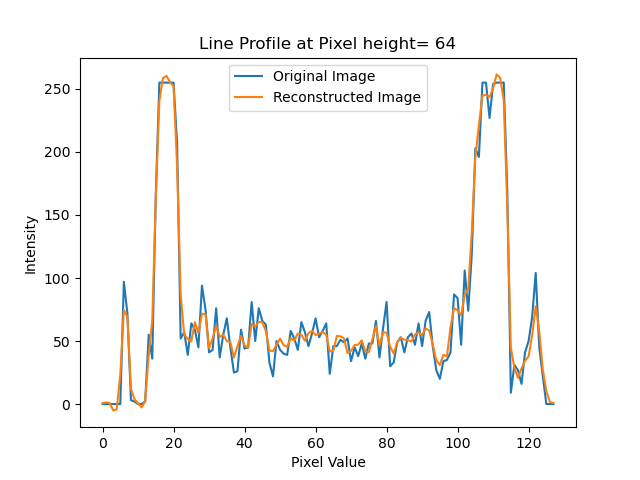 Line Profile at Pixel height= 64
Original Image
Reconstructed Image
Intensity
250
200
150
100
50
0
0 20 40 60 80 100 120
Pixel Value